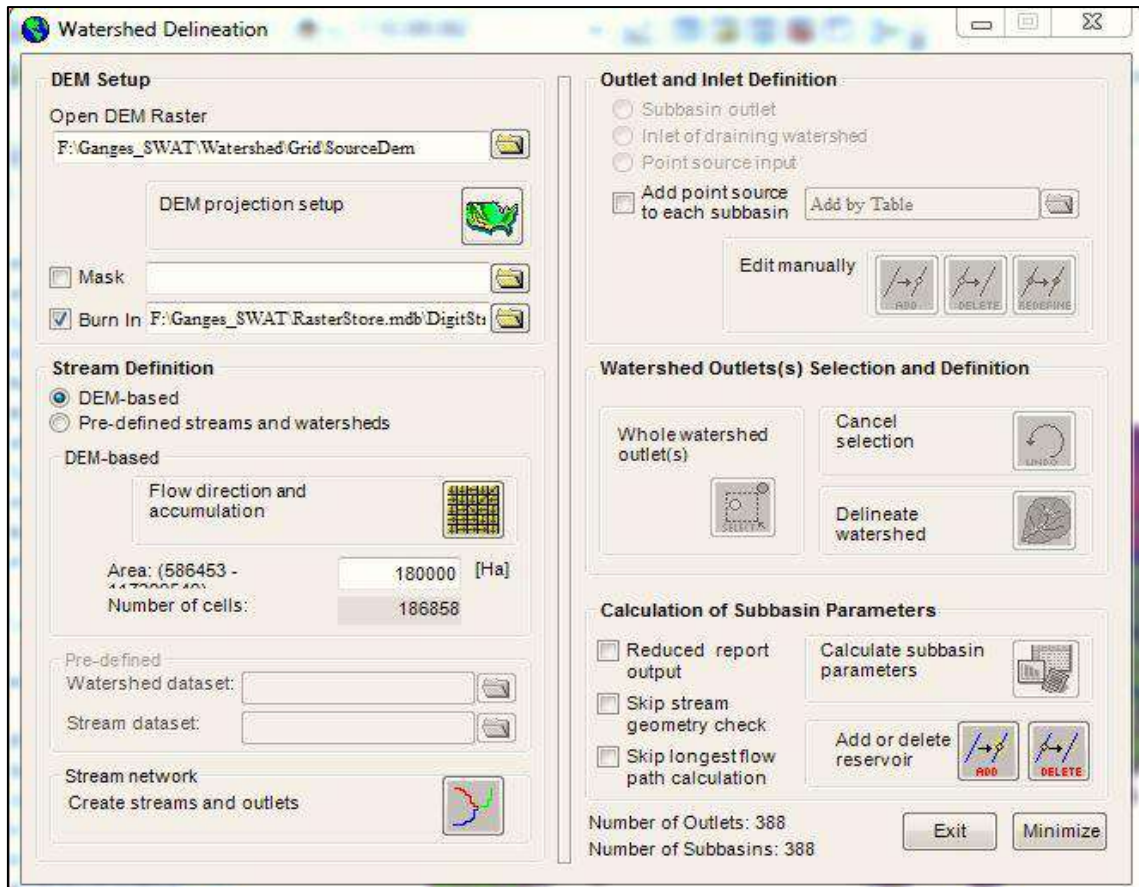 Watershed Delineation
DEM Setup
Open DEM Raster
F:\Ganges_SWAT\Watershed\Grid\SourceDem
DEM projection setup
Mask
Burn In F:\Ganges_SWAT\RasterStore.mdb\DigitStr
Stream Definition
DEM-based
Pre-defined streams and watersheds
DEM-based
Flow direction and
accumulation
Area: (586453 -
180000 [Ha]
Number of cells: 186858
Pre-defined
Watershed dataset:
Stream dataset:
Stream network
Create streams and outlets
Outlet and Inlet Definition
Subbasin outlet
Inlet of draining watershed
Point source input
Add point source
to each subbasin
Add by Table
Edit manually
ADD
DELETE
REDEFINE
Watershed Outlets(s) Selection and Definition
Whole watershed
outlet(s)
SELECT
Cancel
selection
UNDO
Delineate
watershed
Calculation of Subbasin Parameters
Reduced report
output
Skip stream
geometry check
Skip longest flow
path calculation
Calculate subbasin
parameters
Add or delete
reservoir
ADD
DELETE
Number of Outlets: 388
Number of Subbasins: 388
Exit
Minimize